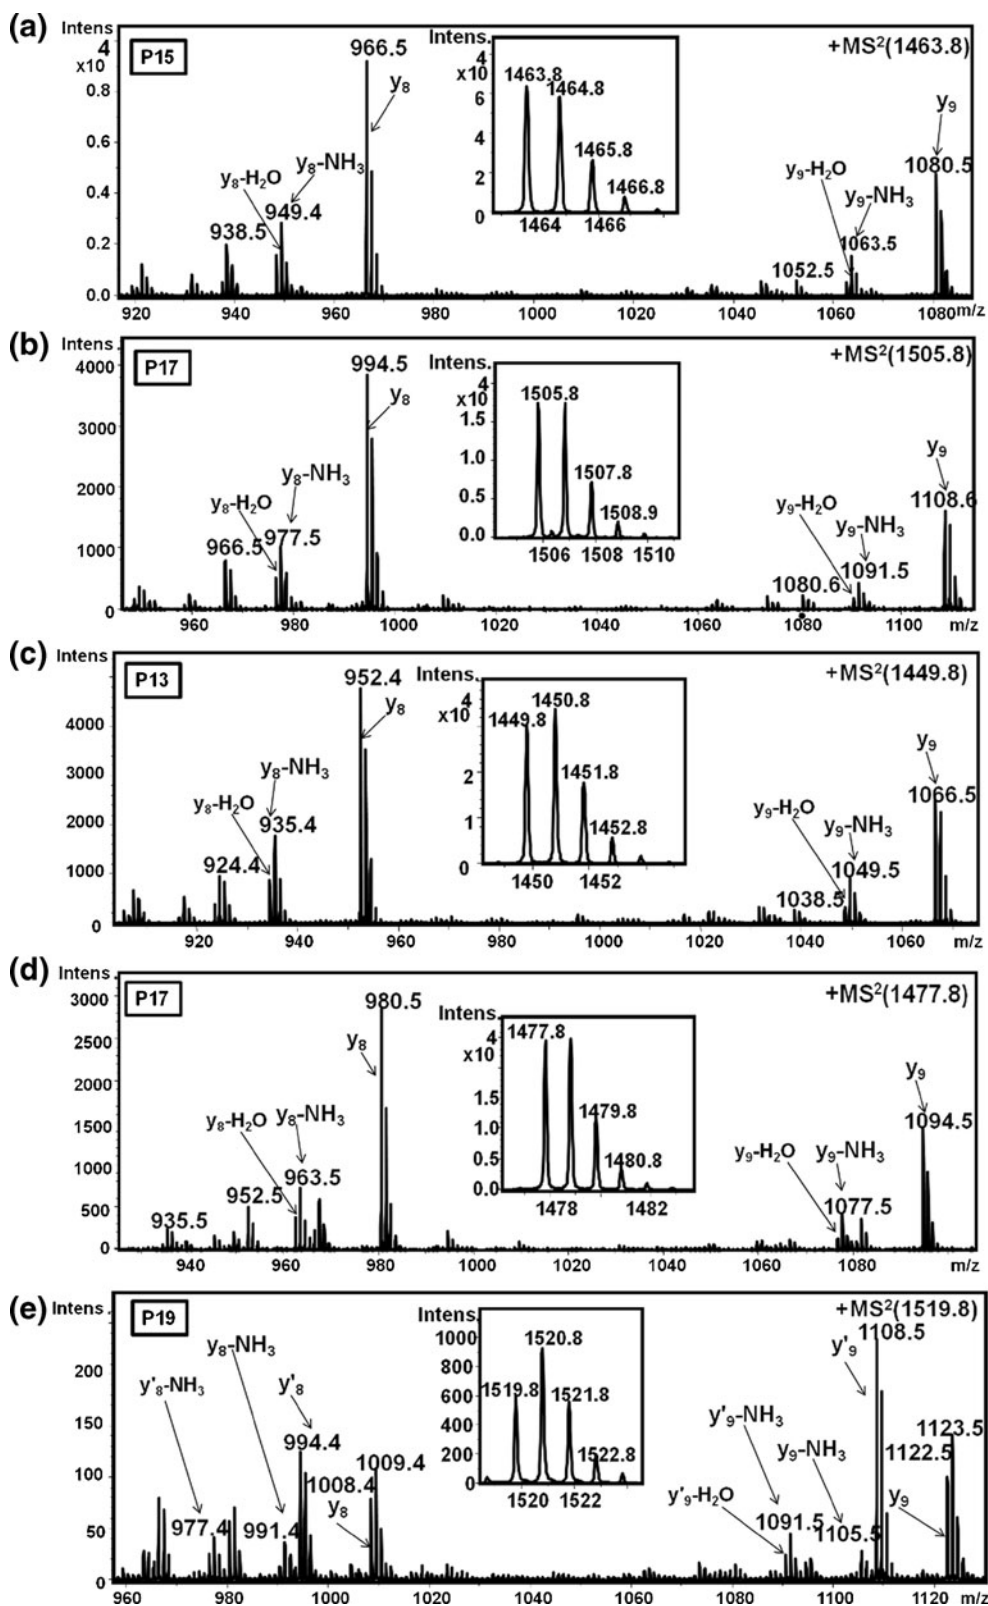 (a)
Intens
4
x10
P15
966.5
y8
+MS2(1463.8)
y9
1080.5
y8-H2O
y8-NH3
949.4
938.5
y9-H2O
y9-NH3
1063.5
1052.5
0.8
0.6
0.4
0.2
0.0
920 940 960 980 1000 1020 1040 1060 1080 m/z
Intens.
4
x10
1463.8
1464.8
1465.8
1466.8
6
4
2
0
1464 1466
(b)
Intens
P17
994.5
y8
+MS2(1505.8)
y9
1108.6
y8-H2O
y8-NH3
977.5
966.5
y9-H2O
y9-NH3
1091.5
1080.6
4000
3000
2000
1000
0
960 980 1000 1020 1040 1060 1080 1100 m/z
Intens.
4
x10
1505.8
1507.8
1508.9
1.5
1.0
0.5
0.0
1506 1508 1510
(c)
Intens
P13
952.4
y8
+MS2(1449.8)
y9
1066.5
y8-H2O
y8-NH3
935.4
924.4
y9-H2O
y9-NH3
1049.5
1038.5
4000
3000
2000
1000
0
920 940 960 980 1000 1020 1040 1060 m/z
Intens.
4
x10
1449.8
1450.8
1451.8
1452.8
2
1
0
1450 1452
(d)
Intens
P17
980.5
y8
+MS2(1477.8)
y9
1094.5
y8-H2O
y8-NH3
963.5
952.5
935.5
y9-H2O
y9-NH3
1077.5
3000
2500
2000
1500
1000
500
0
940 960 980 1000 1020 1040 1060 1080 m/z
Intens.
4
x10
1477.8
1479.8
1480.8
1.5
1.0
0.5
0.0
1478 1482
(e)
Intens.
P19
+MS2(1519.8)
1108.5
y'9
y8-NH3
y'8-NH3
y'8
994.4
1009.4
1008.4
y8
977.4
991.4
y'9-NH3
y9-NH3
y'9-H2O
1091.5
1105.5
1123.5
1122.5
y9
200
150
100
50
0
960 980 1000 1020 1040 1060 1080 1100 1120 m/z
Intens.
1519.8
1520.8
1521.8
1522.8
1000
800
600
400
200
0
1520 1522